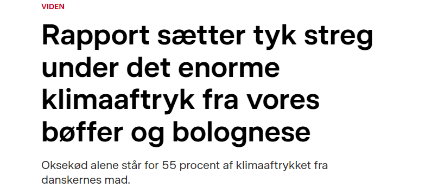 VIDEN
Rapport sætter tyk streg
under det enorme
klimaaftryk fra vores
bøffer og bolognese
Oksekød alene står for 55 procent af klimaaftrykket fra
danskernes mad.